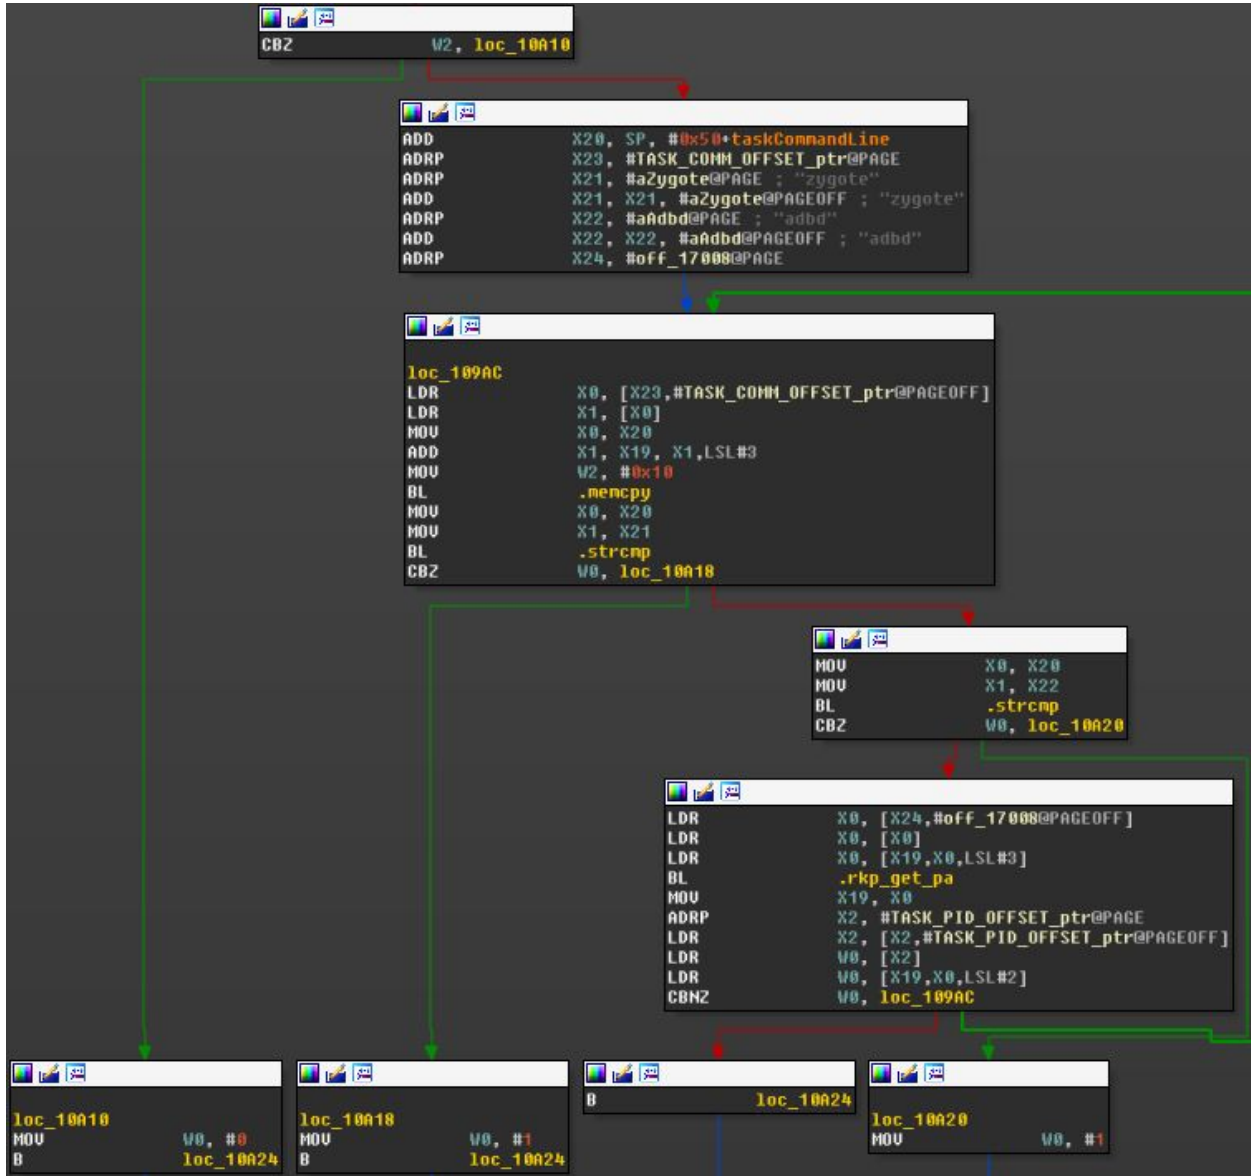 CBZ W2, loc_10A10
ADD X20, SP, #0x50+taskCommandLine
ADRP X23, #TASK_COMM_OFFSET_ptr@PAGE
ADRP X21, #aZygote@PAGE ; "zygote"
ADD X21, X21, #aZygote@PAGEOFF ; "zygote"
ADRP X22, #aAdbd@PAGE ; "adbd"
ADD X22, X22, #aAdbd@PAGEOFF ; "adbd"
ADRP X24, #off_17008@PAGE
loc_109AC
LDR X0, [X23,#TASK_COMM_OFFSET_ptr@PAGEOFF]
LDR X1, [X0]
MOV X0, X20
ADD X1, X19, X1,LSL#3
MOV W2, #0x10
BL .memcpy
MOV X0, X20
MOV X1, X21
BL .strcmp
CBZ W0, loc_10A18
MOV X0, X20
MOV X1, X22
BL .strcmp
CBZ W0, loc_10A20
LDR X0, [X24,#off_17008@PAGEOFF]
LDR X0, [X0]
LDR X0, [X19,X0,LSL#3]
BL .rkp_get_pa
MOV X19, X0
ADRP X2, #TASK_PID_OFFSET_ptr@PAGE
LDR X2, [X2,#TASK_PID_OFFSET_ptr@PAGEOFF]
LDR W0, [X2]
LDR W0, [X19,X0,LSL#2]
CBNZ W0, loc_109AC
loc_10A10
MOV W0, #0
B loc_10A24
loc_10A18
MOV W0, #1
B loc_10A24
B loc_10A24
loc_10A20
MOV W0, #1